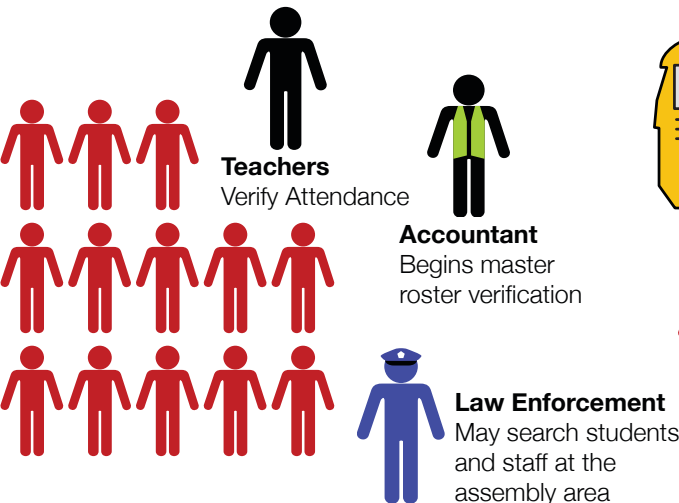 Teachers
Verify Attendance
Accountant
Begins master
roster verification
Law Enforcement
May search students
and staff at the
assembly area